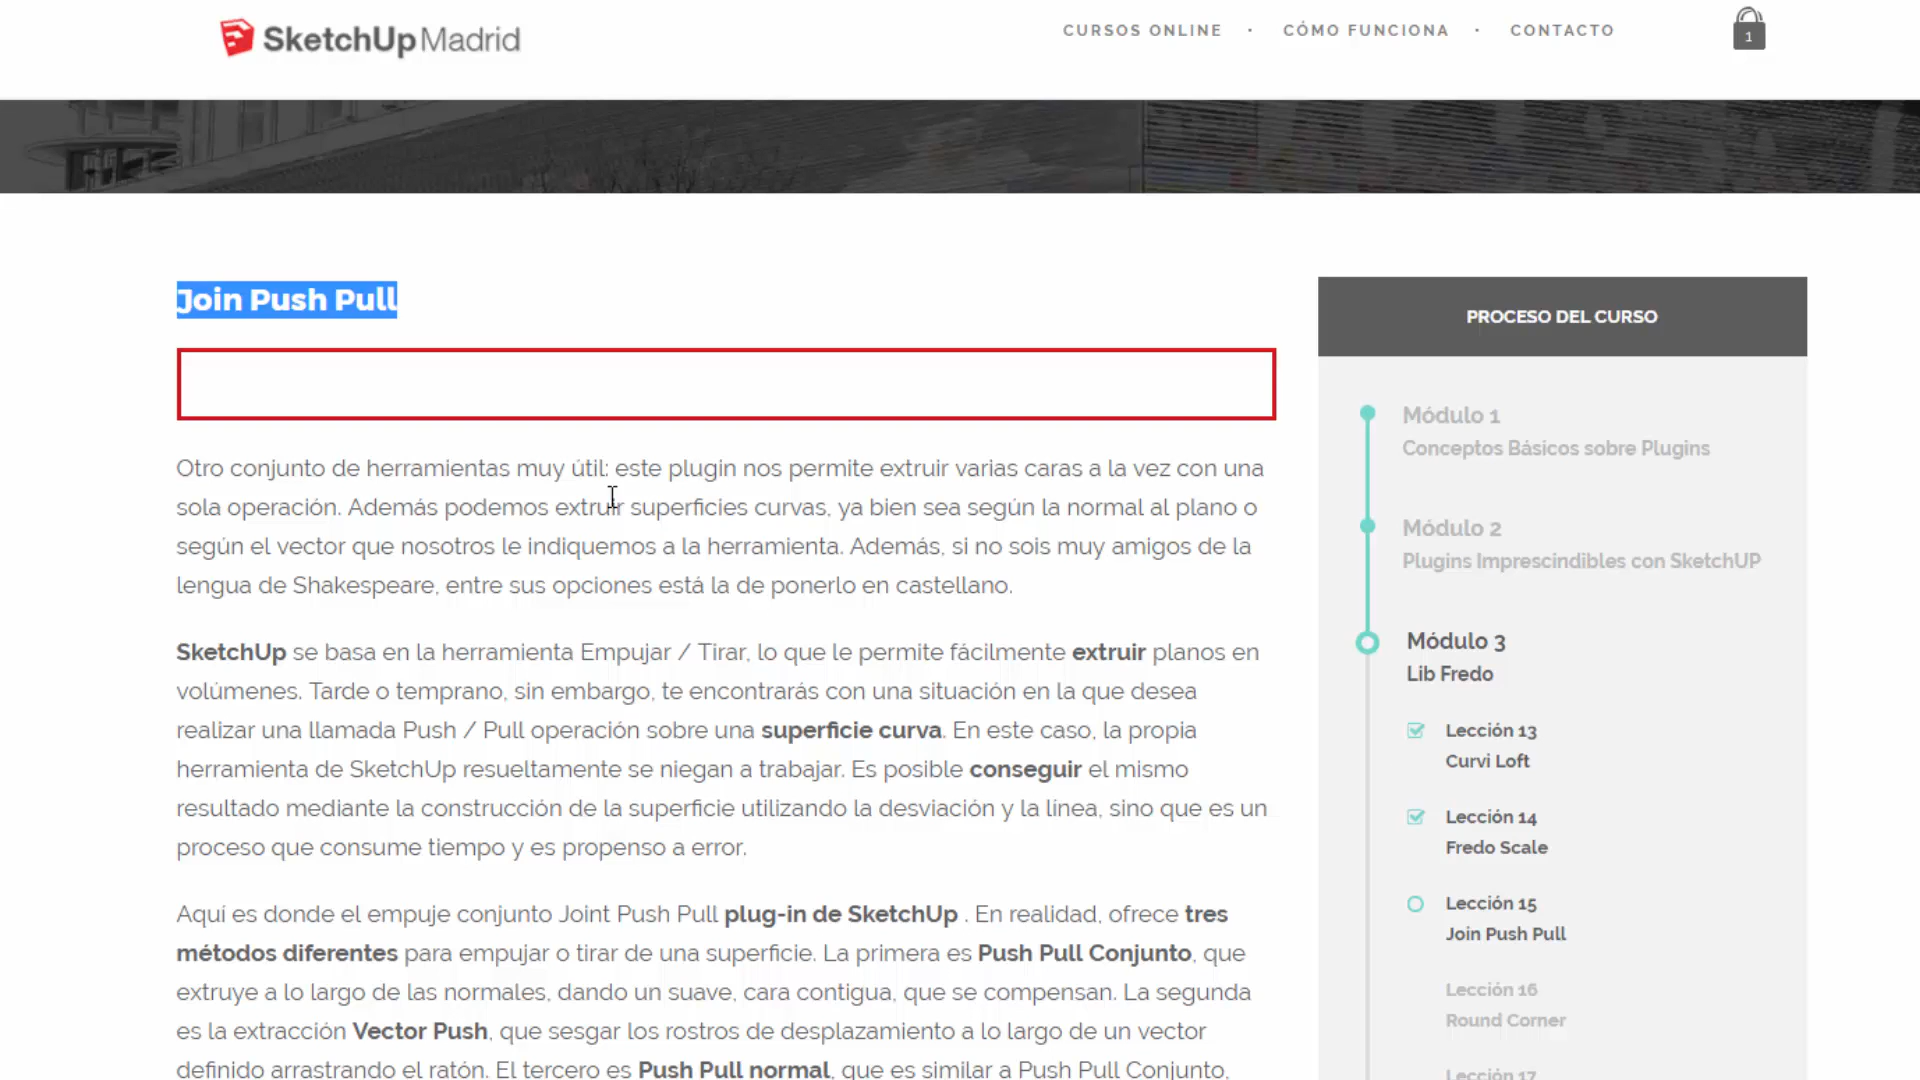 SketchUp Madrid
CURSOS ONLINE · CÓMO FUNCIONA · CONTACTO
1
Join Push Pull
Otro conjunto de herramientas muy útil: este plugin nos permite extruir varias caras a la vez con una
sola operación. Además podemos extruir superficies curvas, ya bien sea según la normal al plano o
según el vector que nosotros le indiquemos a la herramienta. Además, si no sois muy amigos de la
lengua de Shakespeare, entre sus opciones está la de ponerlo en castellano.
SketchUp se basa en la herramienta Empujar / Tirar, lo que le permite fácilmente extruir planos en
volúmenes. Tarde o temprano, sin embargo, te encontrarás con una situación en la que desea
realizar una llamada Push / Pull operación sobre una superficie curva. En este caso, la propia
herramienta de SketchUp resueltamente se niegan a trabajar. Es posible conseguir el mismo
resultado mediante la construcción de la superficie utilizando la desviación y la línea, sino que es un
proceso que consume tiempo y es propenso a error.
Aquí es donde el empuje conjunto Joint Push Pull plug-in de SketchUp . En realidad, ofrece tres
métodos diferentes para empujar o tirar de una superficie. La primera es Push Pull Conjunto, que
extruye a lo largo de las normales, dando un suave, cara contigua, que se compensan. La segunda
es la extracción Vector Push, que sesgar los rostros de desplazamiento a lo largo de un vector
definido arrastrando el ratón. El tercero es Push Pull normal, que es similar a Push Pull Conjunto,
PROCESO DEL CURSO
Módulo 1
Conceptos Básicos sobre Plugins
Módulo 2
Plugins Imprescindibles con SketchUP
Módulo 3
Lib Fredo
Lección 13
Curvi Loft
Lección 14
Fredo Scale
Lección 15
Join Push Pull
Lección 16
Round Corner
Lección 17